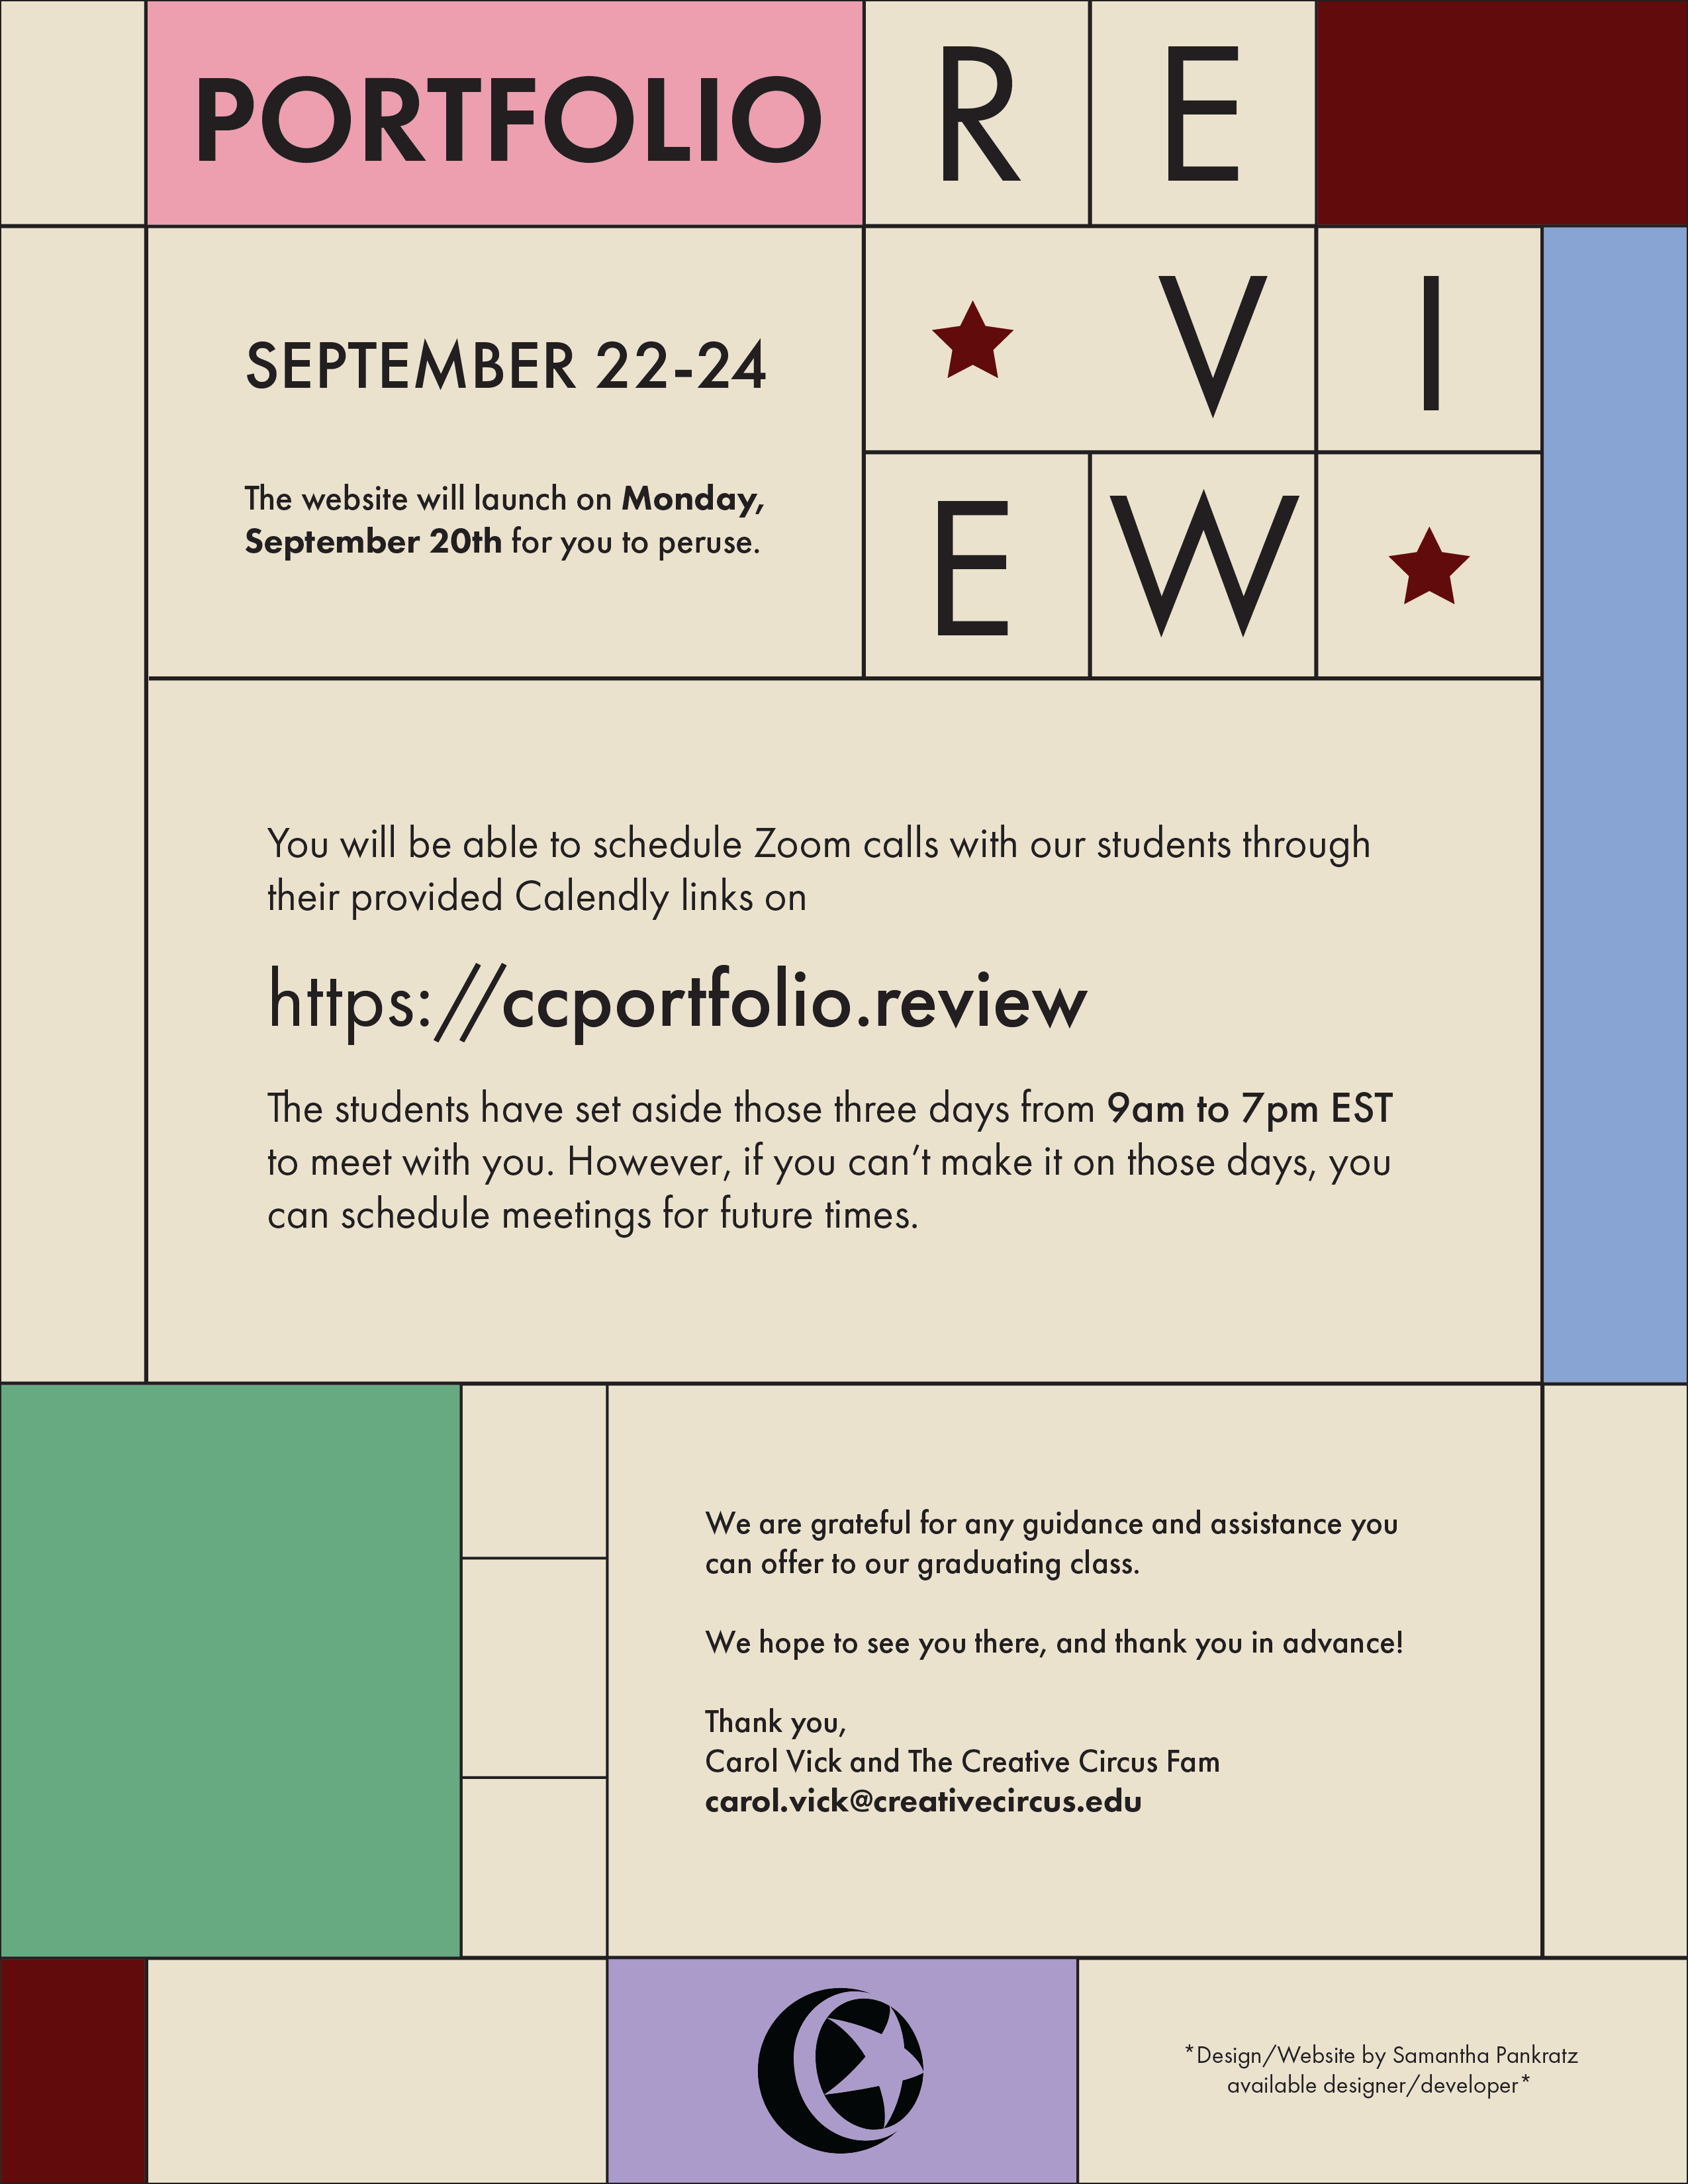 PORTFOLIO
RE
VI
EW
SEPTEMBER 22-24
The website will launch on Monday,
September 20th for you to peruse.
You will be able to schedule Zoom calls with our students through
their provided Calendly links on
https://ccportfolio.review
The students have set aside those three days from 9am to 7pm EST
to meet with you. However, if you can’t make it on those days, you
can schedule meetings for future times.
We are grateful for any guidance and assistance you
can offer to our graduating class.
We hope to see you there, and thank you in advance!
Thank you,
Carol Vick and The Creative Circus Fam
carol.vick@creativecircus.edu
*Design/Website by Samantha Pankratz
available designer/developer*